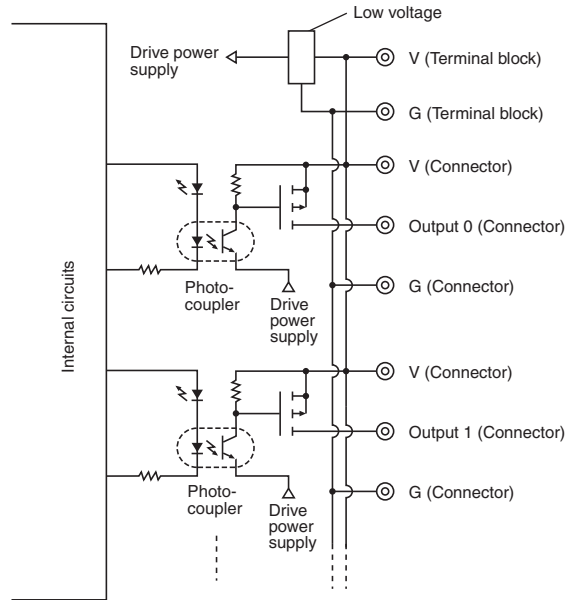 Low voltage
Drive power
supply
V (Terminal block)
G (Terminal block)
V (Connector)
Output 0 (Connector)
Photo-
coupler
Drive
power
supply
G (Connector)
Internal circuits
V (Connector)
Output 1 (Connector)
Photo-
coupler
Drive
power
supply
G (Connector)